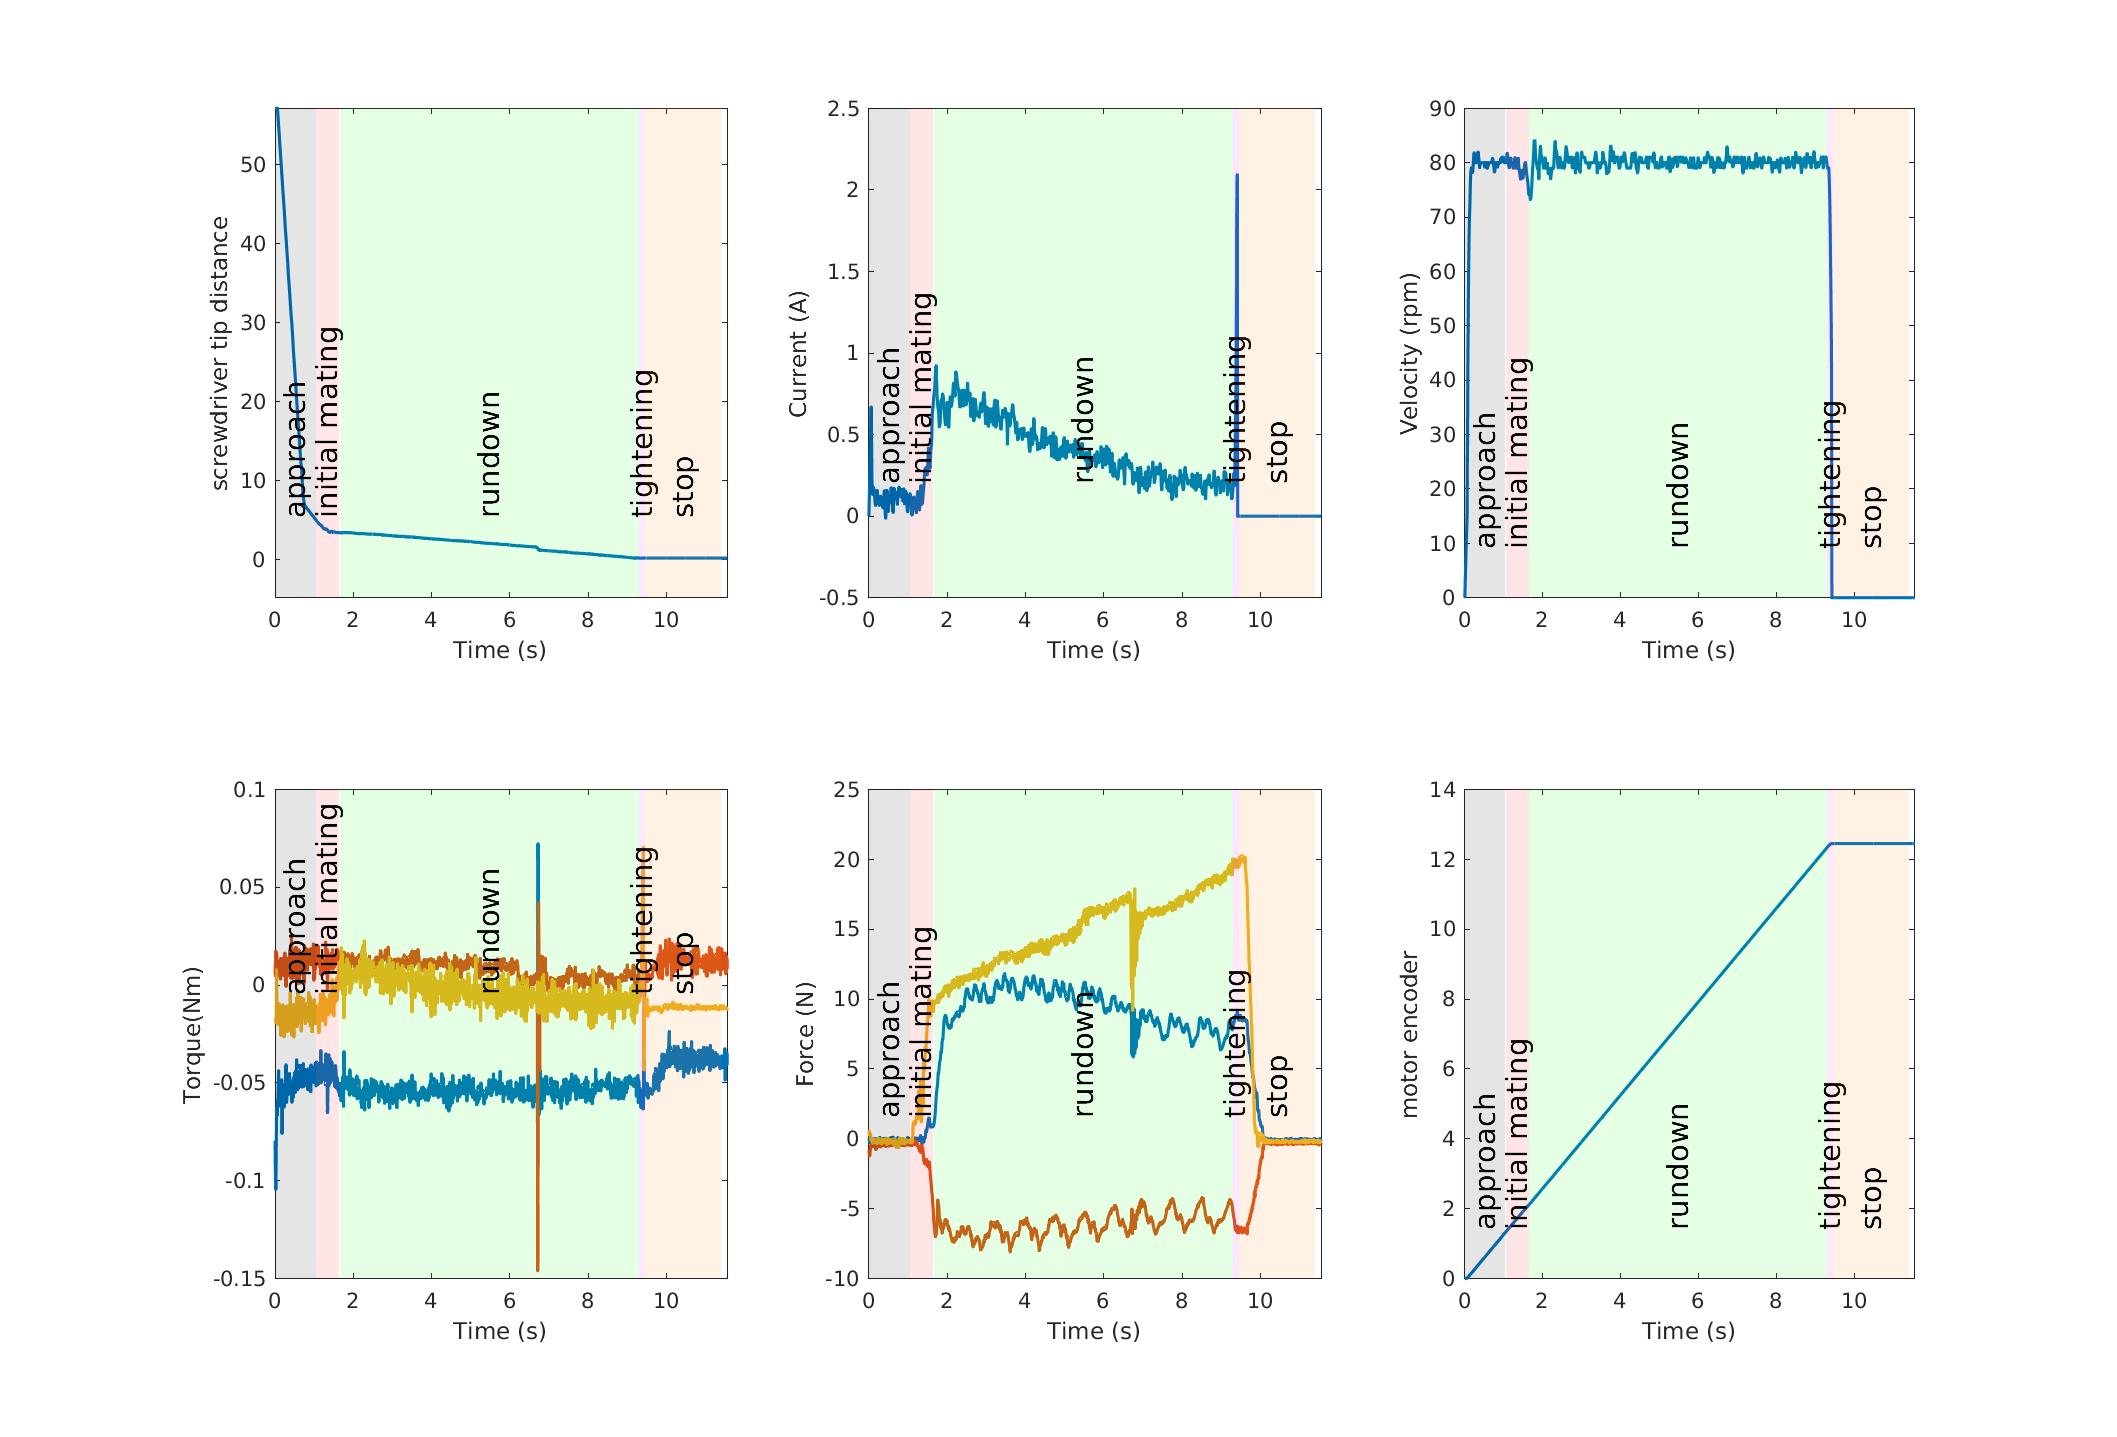 screwdriver tip distance
50
40
30
20
10
0
approach
initial mating
rundown
tightening
stop
0 2 4 6 8 10
Time (s)
Current (A)
2.5
2
1.5
1
0.5
0
-0.5
approach
initial mating
rundown
tightening
stop
0 2 4 6 8 10
Time (s)
Velocity (rpm)
90
80
70
60
50
40
30
20
10
0
approach
initial mating
rundown
tightening
stop
0 2 4 6 8 10
Time (s)
Torque(Nm)
0.1
0.05
0
-0.05
-0.1
-0.15
approach
initial mating
rundown
tightening
stop
0 2 4 6 8 10
Time (s)
Force (N)
25
20
15
10
5
0
-5
-10
approach
initial mating
rundown
tightening
stop
0 2 4 6 8 10
Time (s)
motor encoder
14
12
10
8
6
4
2
0
approach
initial mating
rundown
tightening
stop
0 2 4 6 8 10
Time (s)